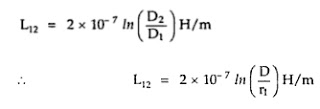 L₁₂ = 2 × 10⁻⁷ ln(D₂/D₁) H/m
∴ L₁₂ = 2 × 10⁻⁷ ln(D/r₁) H/m